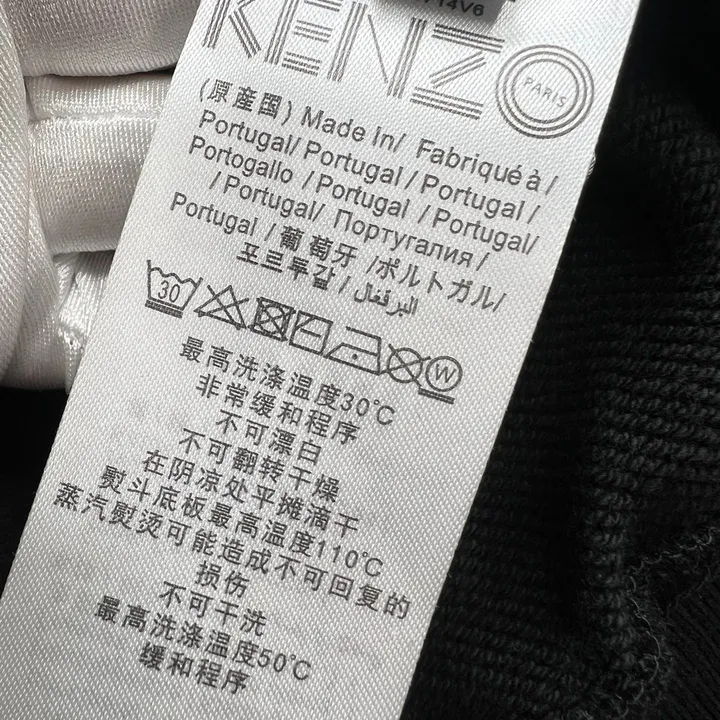 /14V6
KENZO
PARIS
(原産国) Made In/ Fabriqué à /
Portugal/ Portugal / Portugal /
Portogallo / Portugal / Portugal /
/ Portugal/ Португалия /
Portugal / 葡萄牙 /ポルトガル/
포르투갈 / البرتغال
30
W
最高洗涤温度30℃
非常缓和程序
不可漂白
不可翻转干燥
在阴凉处平摊滴干
熨斗底板最高温度110℃
蒸汽熨烫可能造成不可回复的
损伤
不可干洗
最高洗涤温度50℃
缓和程序